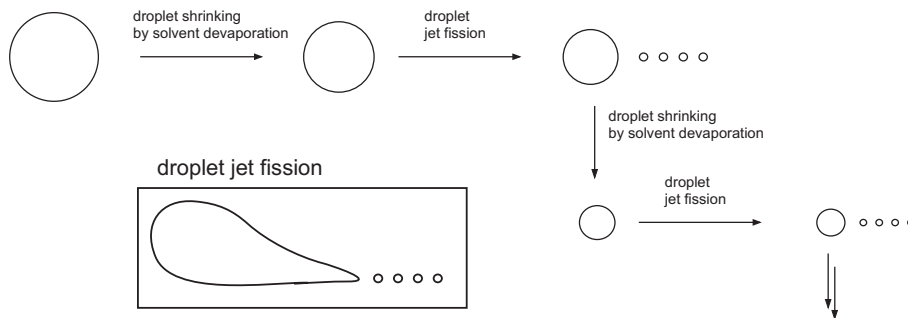 droplet shrinking
by solvent devaporation
droplet
jet fission
droplet shrinking
by solvent devaporation
droplet jet fission
droplet
jet fission